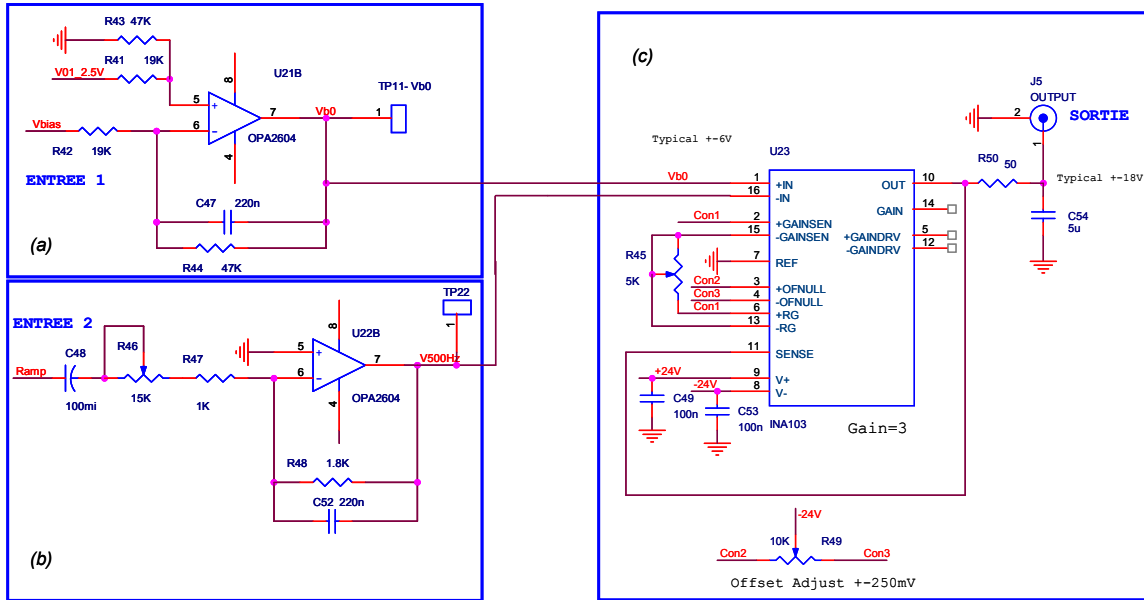 R43 47K
R41 19K
V01_2.5V
8
U21B
5
+
7
Vb0
TP11- Vb0
1
Vbias
6
-
OPA2604
R42
19K
4
ENTREE 1
C47 220n
(a)
R44 47K
ENTREE 2
TP22
1
8
U22B
C48
R46
R47
5
+
7
V500Hz
Ramp
6
-
100mi
15K
1K
OPA2604
4
R48 1.8K
C52 220n
(b)
(c)
J5
OUTPUT
2
SORTIE
1
Typical +-6V
U23
R50 50
Typical +-18V
Vb0
1
+IN
OUT
10
16
-IN
GAIN
14
C54
5u
Con1
2
+GAINSEN
15
-GAINSEN
+GAINDRV
5
-GAINDRV
12
R45
5K
7
REF
Con2
3
+OFNULL
Con3
4
-OFNULL
Con1
6
+RG
13
-RG
11
SENSE
+24V
9
V+
-24V
8
V-
C49
100n
C53
100n
INA103
Gain=3
-24V
10K
R49
Con2
Con3
Offset Adjust +-250mV